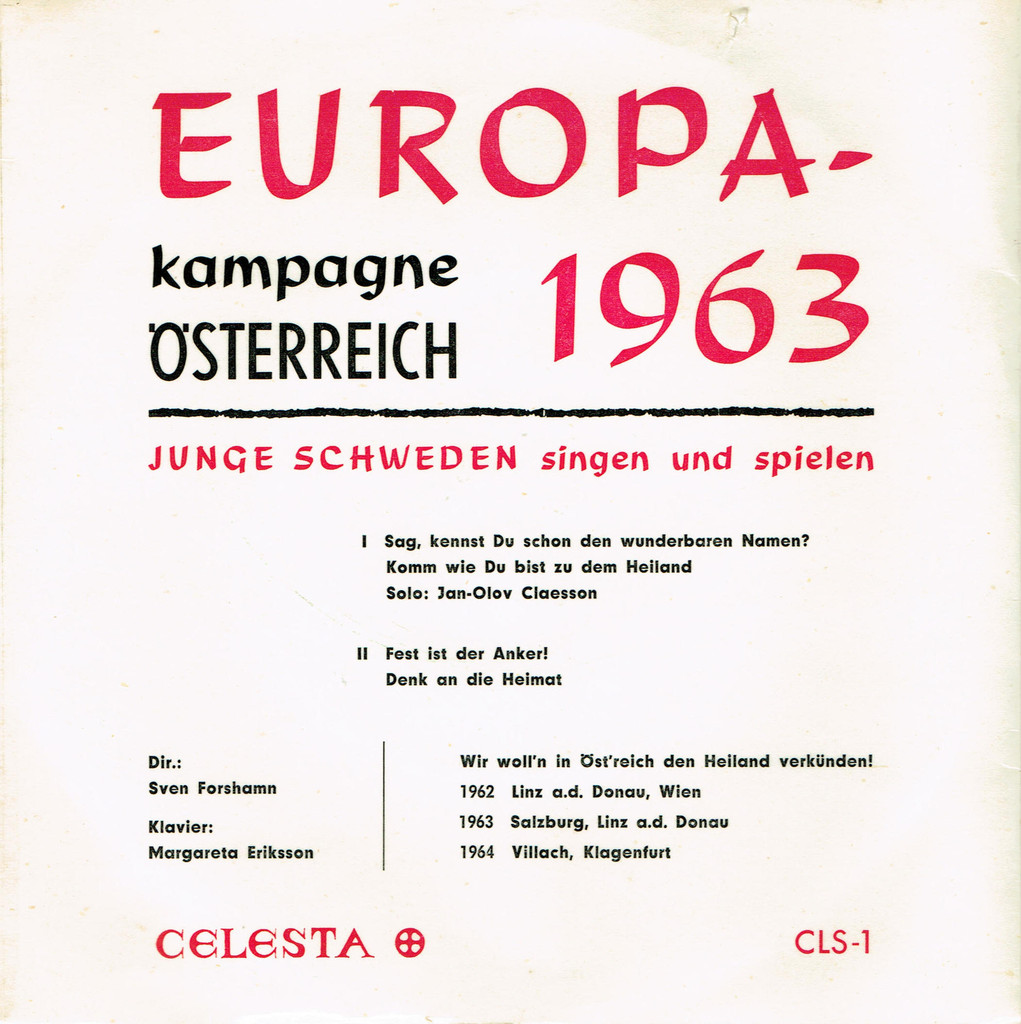 EUROPA-
kampagne 1963
ÖSTERREICH
JUNGE SCHWEDEN singen und spielen
I Sag, kennst Du schon den wunderbaren Namen?
Komm wie Du bist zu dem Heiland
Solo: Jan-Olov Claesson
II Fest ist der Anker!
Denk an die Heimat
Dir.:
Sven Forshamn
Klavier:
Margareta Eriksson
Wir woll'n in Öst'reich den Heiland verkünden!
1962 Linz a.d. Donau, Wien
1963 Salzburg, Linz a.d. Donau
1964 Villach, Klagenfurt
CELESTA
CLS-1